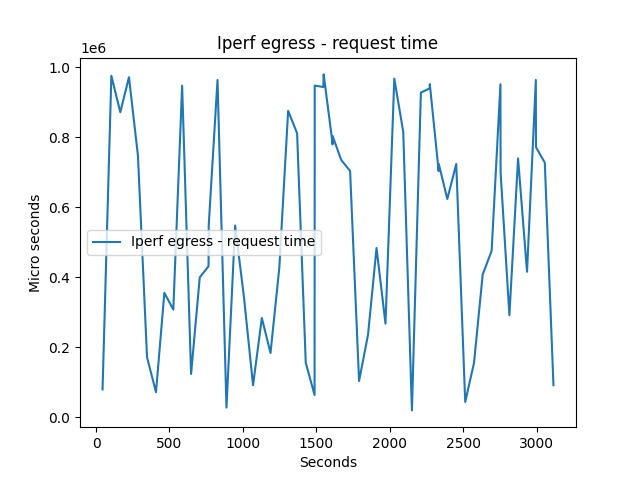 Iperf egress - request time
1e6
1.0
0.8
0.6
0.4
0.2
0.0
Micro seconds
Iperf egress - request time
0 500 1000 1500 2000 2500 3000
Seconds